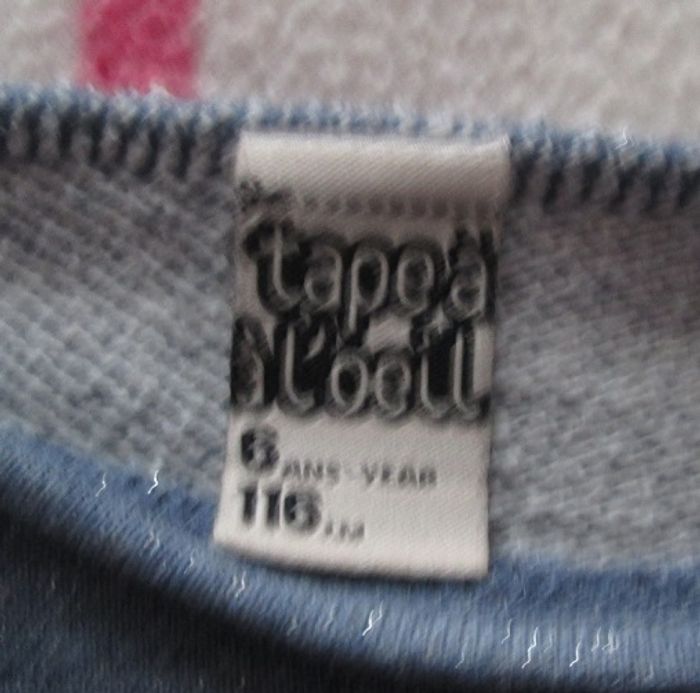 tape à
l'oeil
6 ANS-YEAR
116 CM